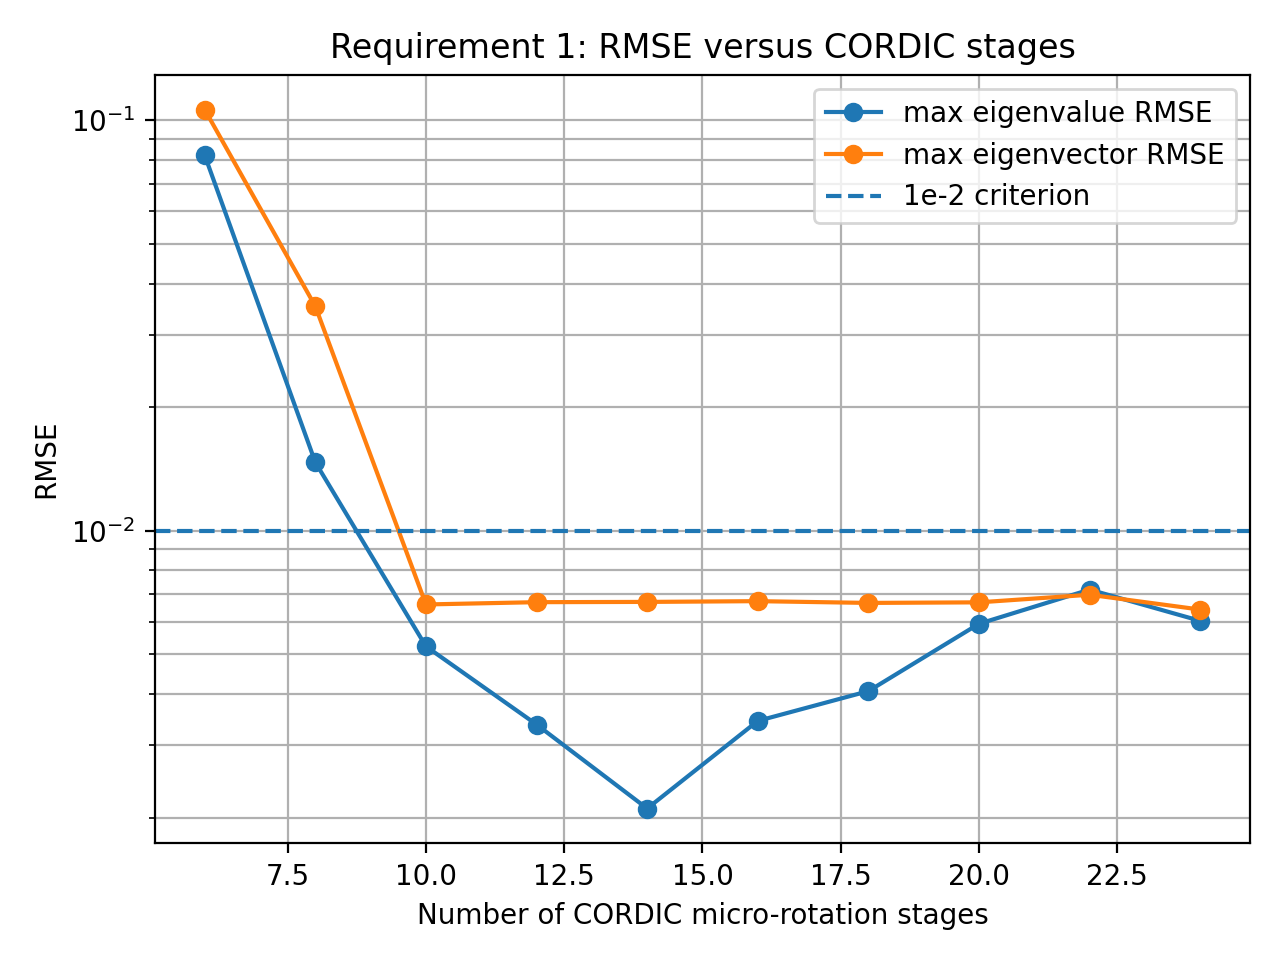 Requirement 1: RMSE versus CORDIC stages
max eigenvalue RMSE
max eigenvector RMSE
1e-2 criterion
10⁻¹
10⁻²
RMSE
7.5 10.0 12.5 15.0 17.5 20.0 22.5
Number of CORDIC micro-rotation stages